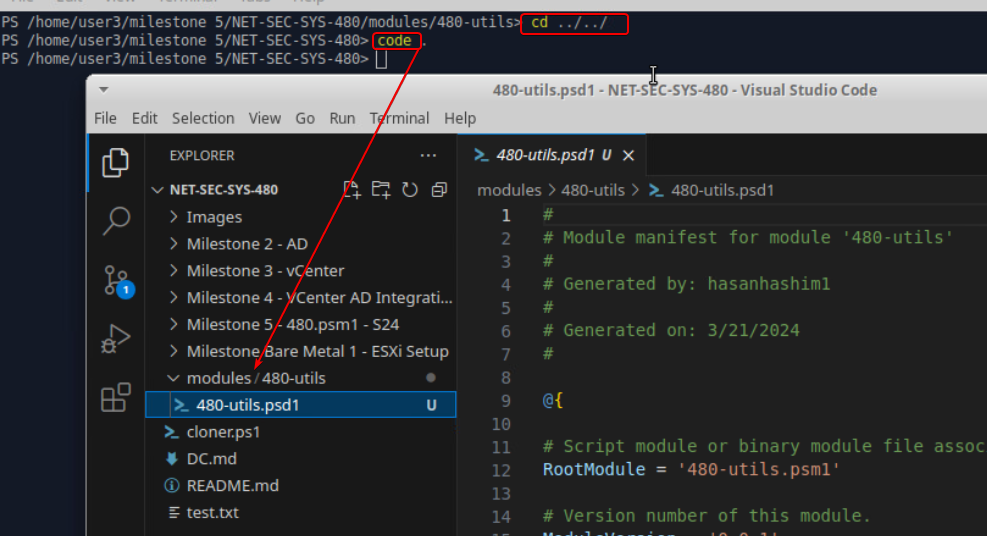 PS /home/user3/milestone 5/NET-SEC-SYS-480/modules/480-utils> cd ../../
PS /home/user3/milestone 5/NET-SEC-SYS-480> code .
PS /home/user3/milestone 5/NET-SEC-SYS-480>
480-utils.psd1 - NET-SEC-SYS-480 - Visual Studio Code
File Edit Selection View Go Run Terminal Help
EXPLORER
NET-SEC-SYS-480
Images
Milestone 2 - AD
Milestone 3 - vCenter
Milestone 4 - VCenter AD Integrati...
Milestone 5 - 480.psm1 - S24
Milestone Bare Metal 1 - ESXi Setup
modules / 480-utils
480-utils.psd1 U
cloner.ps1
DC.md
README.md
test.txt
1
480-utils.psd1 U
modules > 480-utils > 480-utils.psd1
1 #
2 # Module manifest for module '480-utils'
3 #
4 # Generated by: hasanhashim1
5 #
6 # Generated on: 3/21/2024
7 #
8
9 @{
10
11 # Script module or binary module file assoc
12 RootModule = '480-utils.psm1'
13
14 # Version number of this module.